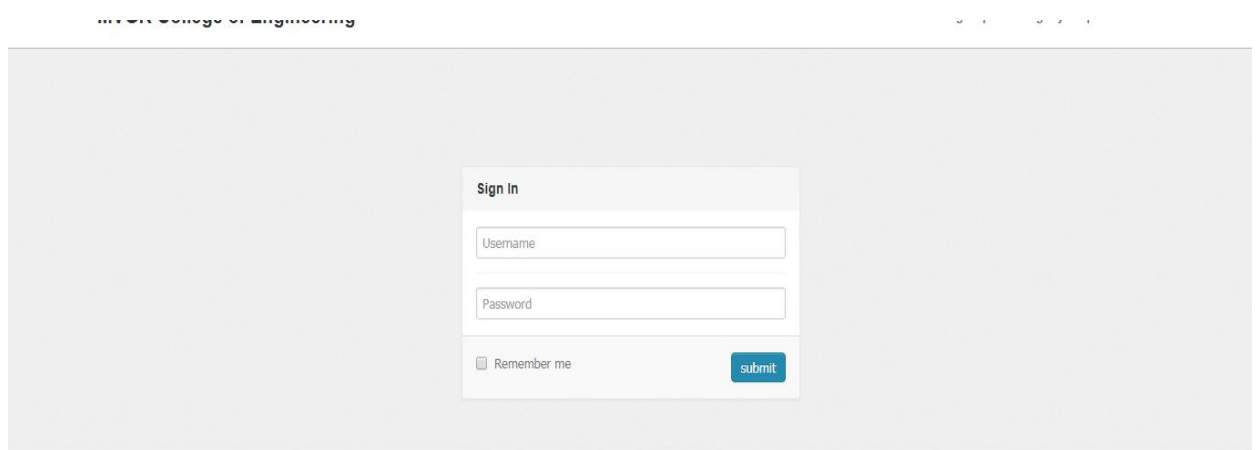 College of Engineering
Sign In
Username
Password
Remember me
submit